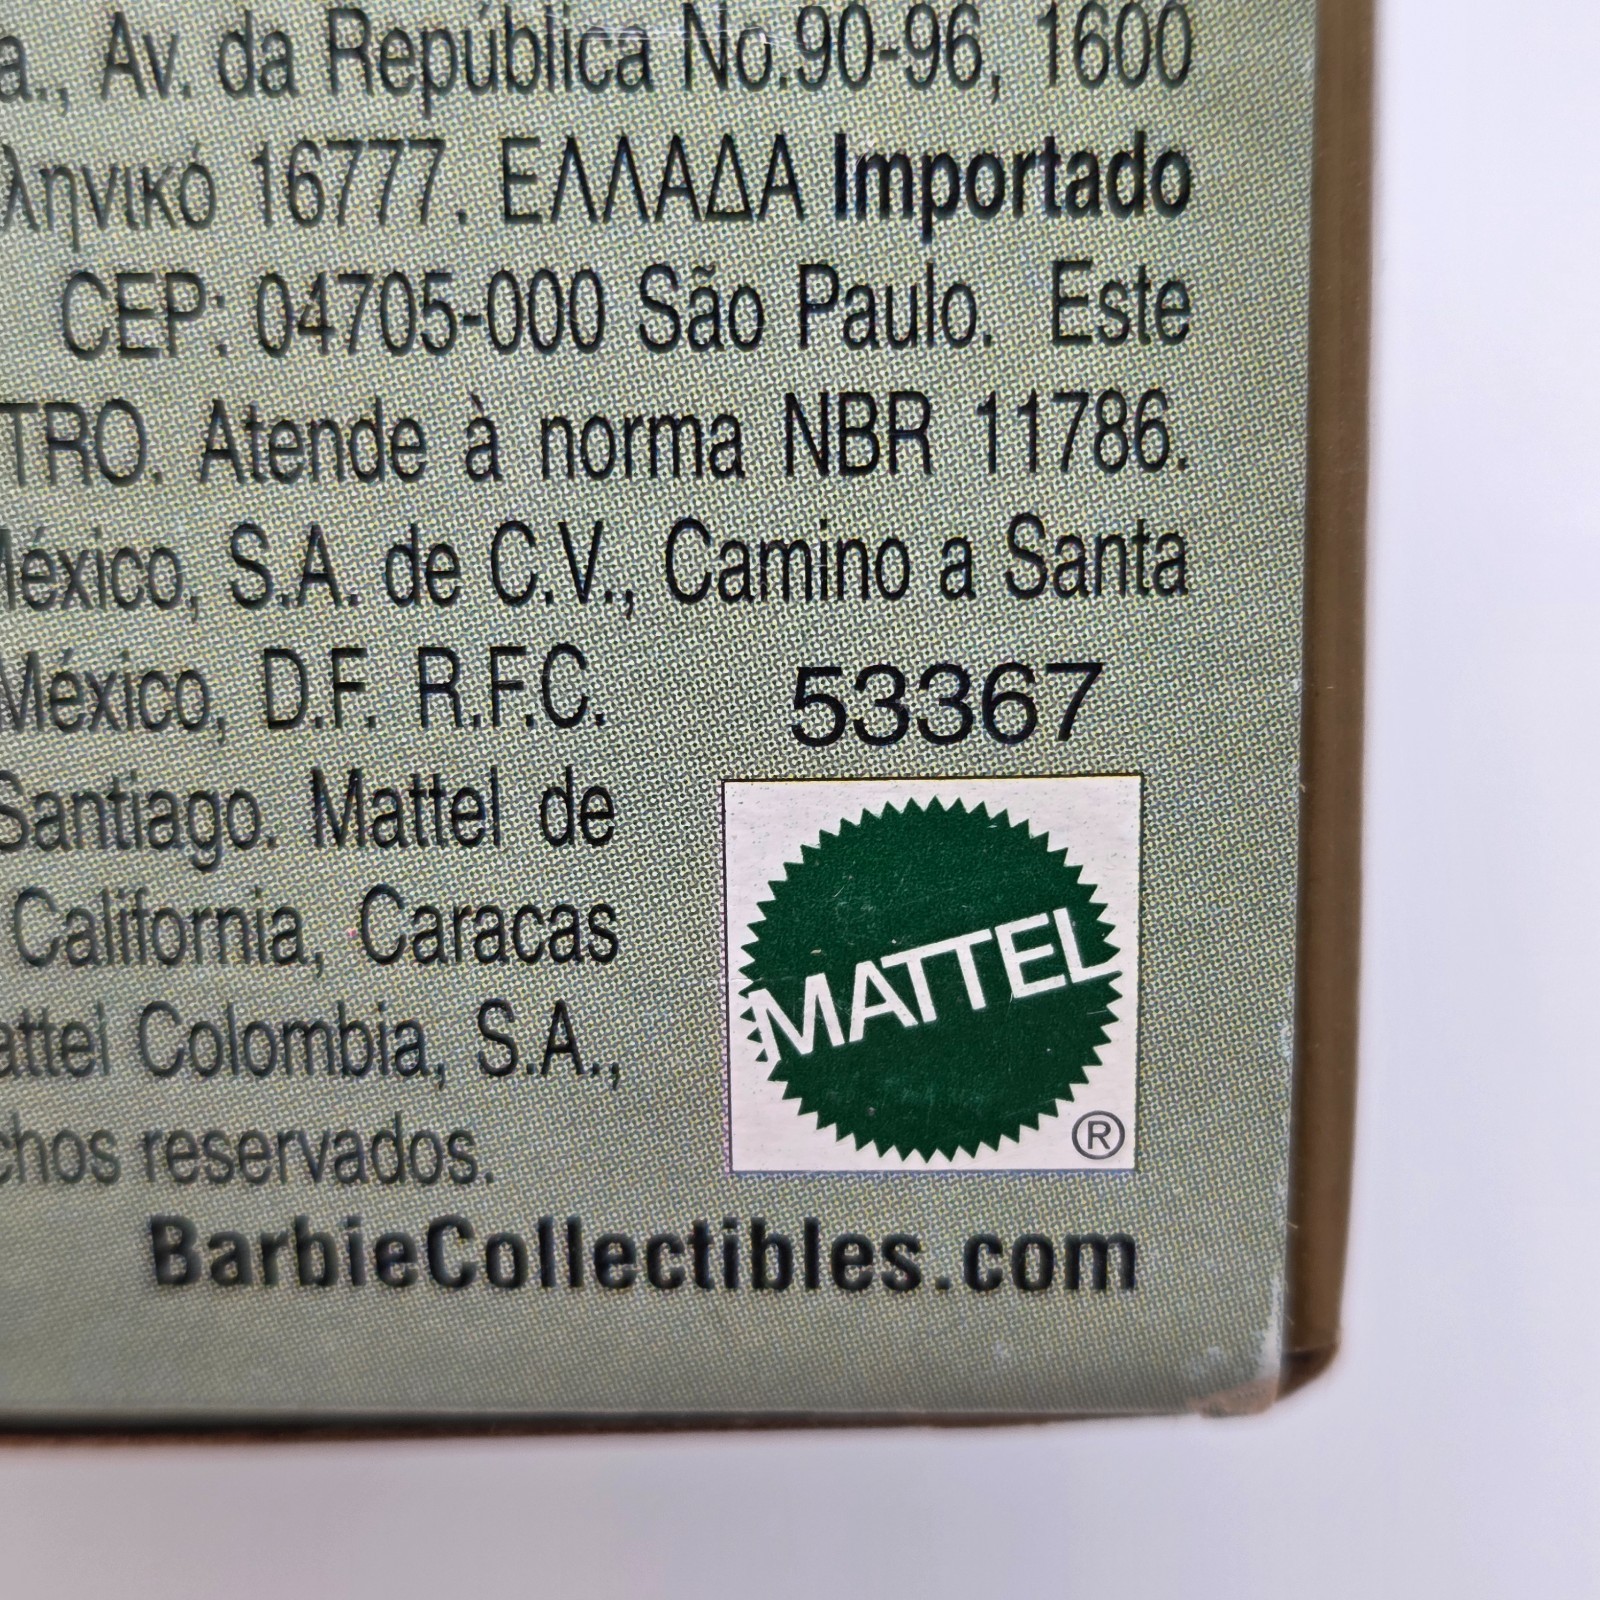 a., Av. da República No.90-96, 1600
ληνικό 16777. ΕΛΛΑΔΑ Importado
CEP: 04705-000 São Paulo. Este
TRO. Atende à norma NBR 11786.
México, S.A. de C.V., Camino a Santa
México, D.F. R.F.C.
53367
Santiago. Mattel de
California, Caracas
attel Colombia, S.A.,
chos reservados.
MATTEL
®
BarbieCollectibles.com